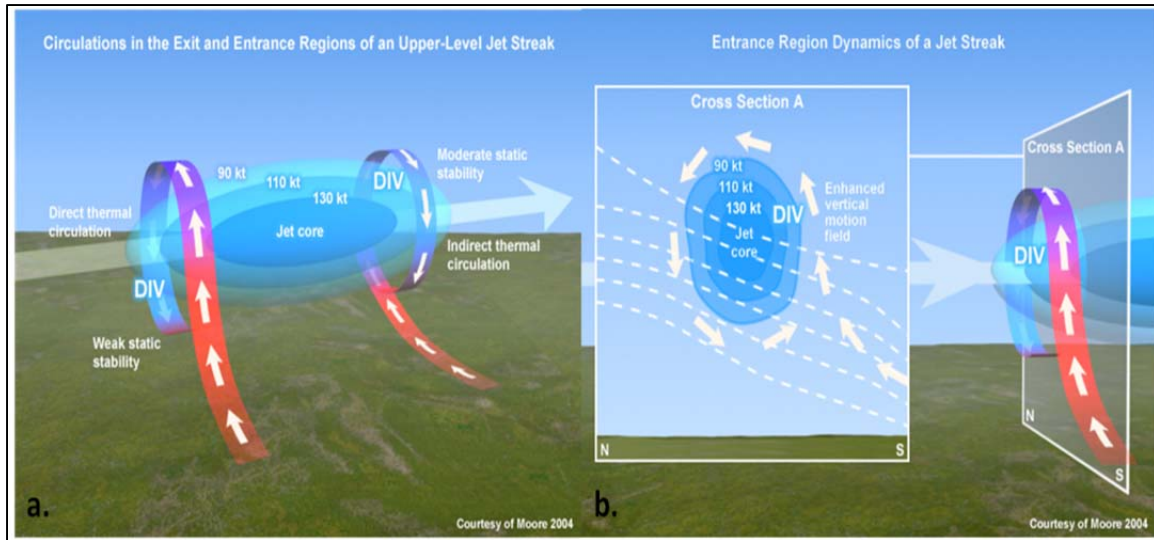 Circulations in the Exit and Entrance Regions of an Upper-Level Jet Streak
90 kt
110 kt
130 kt
Jet core
DIV
Moderate static
stability
Direct thermal
circulation
Indirect thermal
circulation
DIV
Weak static
stability
a.
Courtesy of Moore 2004
Entrance Region Dynamics of a Jet Streak
Cross Section A
90 kt
110 kt
130 kt
Jet
core
DIV
Enhanced
vertical
motion
field
N
S
Cross Section A
DIV
N
S
b.
Courtesy of Moore 2004